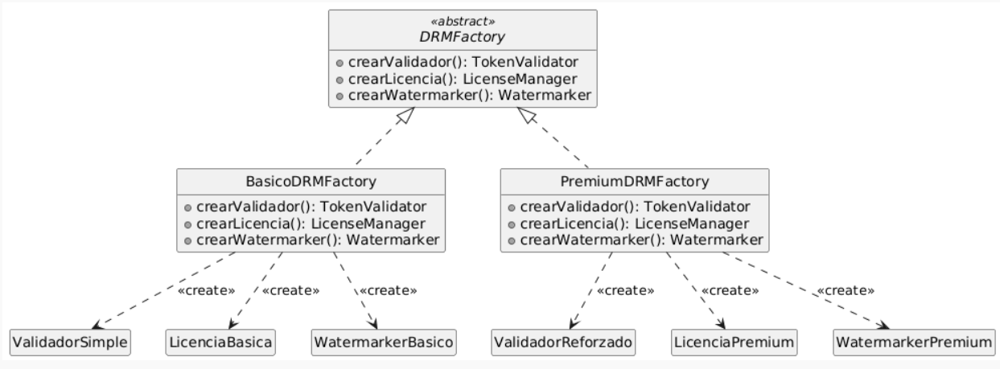 «abstract»
DRMFactory
crearValidador(): TokenValidator
crearLicencia(): LicenseManager
crearWatermarker(): Watermarker
BasicoDRMFactory
crearValidador(): TokenValidator
crearLicencia(): LicenseManager
crearWatermarker(): Watermarker
PremiumDRMFactory
crearValidador(): TokenValidator
crearLicencia(): LicenseManager
crearWatermarker(): Watermarker
«create»
«create»
«create»
«create»
«create»
«create»
ValidadorSimple
LicenciaBasica
WatermarkerBasico
ValidadorReforzado
LicenciaPremium
WatermarkerPremium